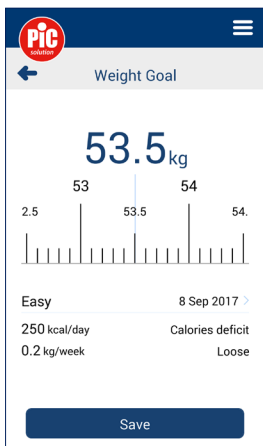 PiC
solution
Weight Goal
53.5kg
53 54
2.5 53.5 54.
Easy 8 Sep 2017
250 kcal/day Calories deficit
0.2 kg/week Loose
Save